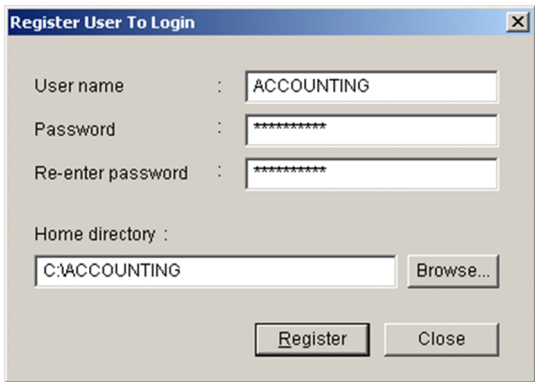 Register User To Login
User name : ACCOUNTING
Password : **********
Re-enter password : **********
Home directory :
C:\ACCOUNTING Browse...
Register Close